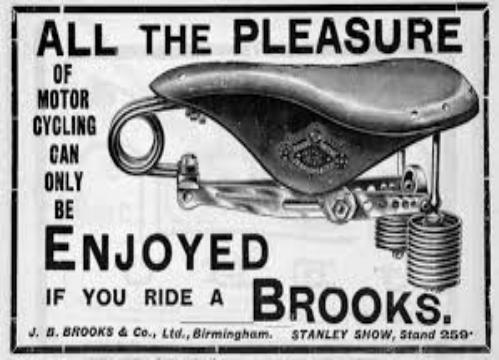 ALL THE PLEASURE
OF
MOTOR
CYCLING
CAN
ONLY
BE
ENJOYED
IF YOU RIDE A BROOKS.
J. B. BROOKS & Co., Ltd., Birmingham. STANLEY SHOW, Stand 259